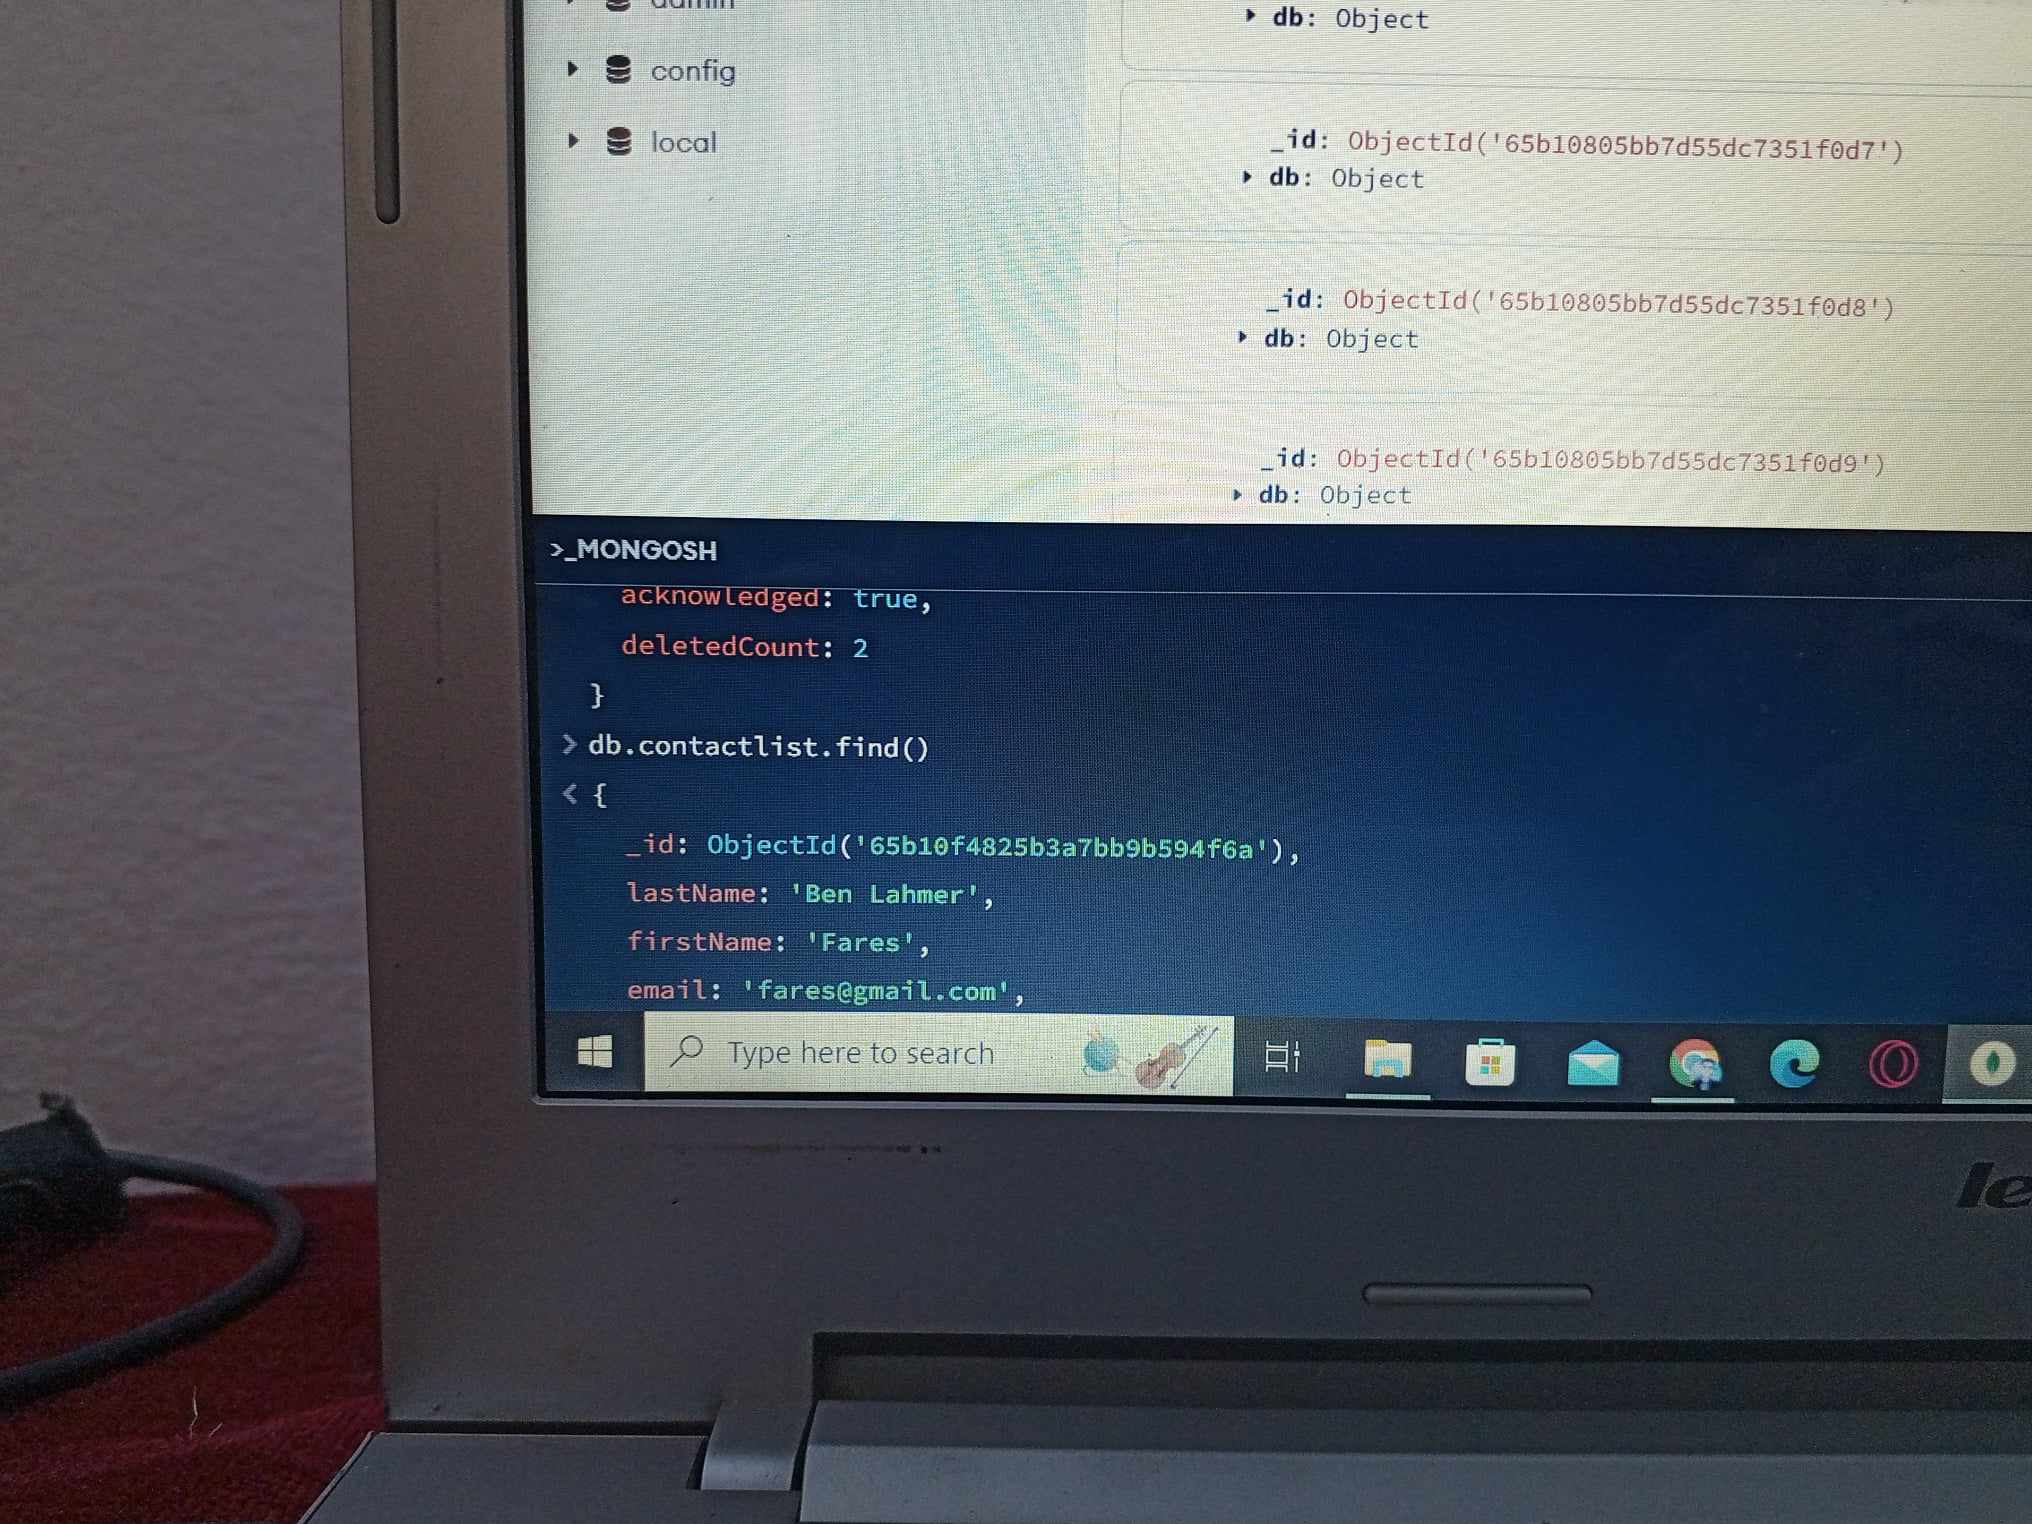 admin
config
local
db: Object
_id: ObjectId('65b10805bb7d55dc7351f0d7')
db: Object
_id: ObjectId('65b10805bb7d55dc7351f0d8')
db: Object
_id: ObjectId('65b10805bb7d55dc7351f0d9')
db: Object
>_MONGOSH
acknowledged: true,
deletedCount: 2
}
> db.contactlist.find()
< {
_id: ObjectId('65b10f4825b3a7bb9b594f6a'),
lastName: 'Ben Lahmer',
firstName: 'Fares',
email: 'fares@gmail.com',
Type here to search
le